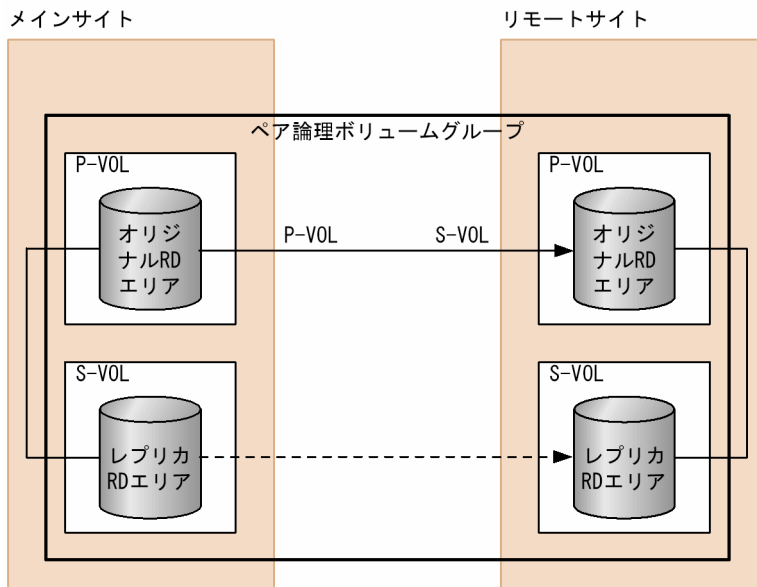 メインサイト
リモートサイト
ペア論理ボリュームグループ
P-VOL
P-VOL
オリジ
ナルRD
エリア
P-VOL
S-VOL
オリジ
ナルRD
エリア
S-VOL
S-VOL
レプリカ
RDエリア
レプリカ
RDエリア